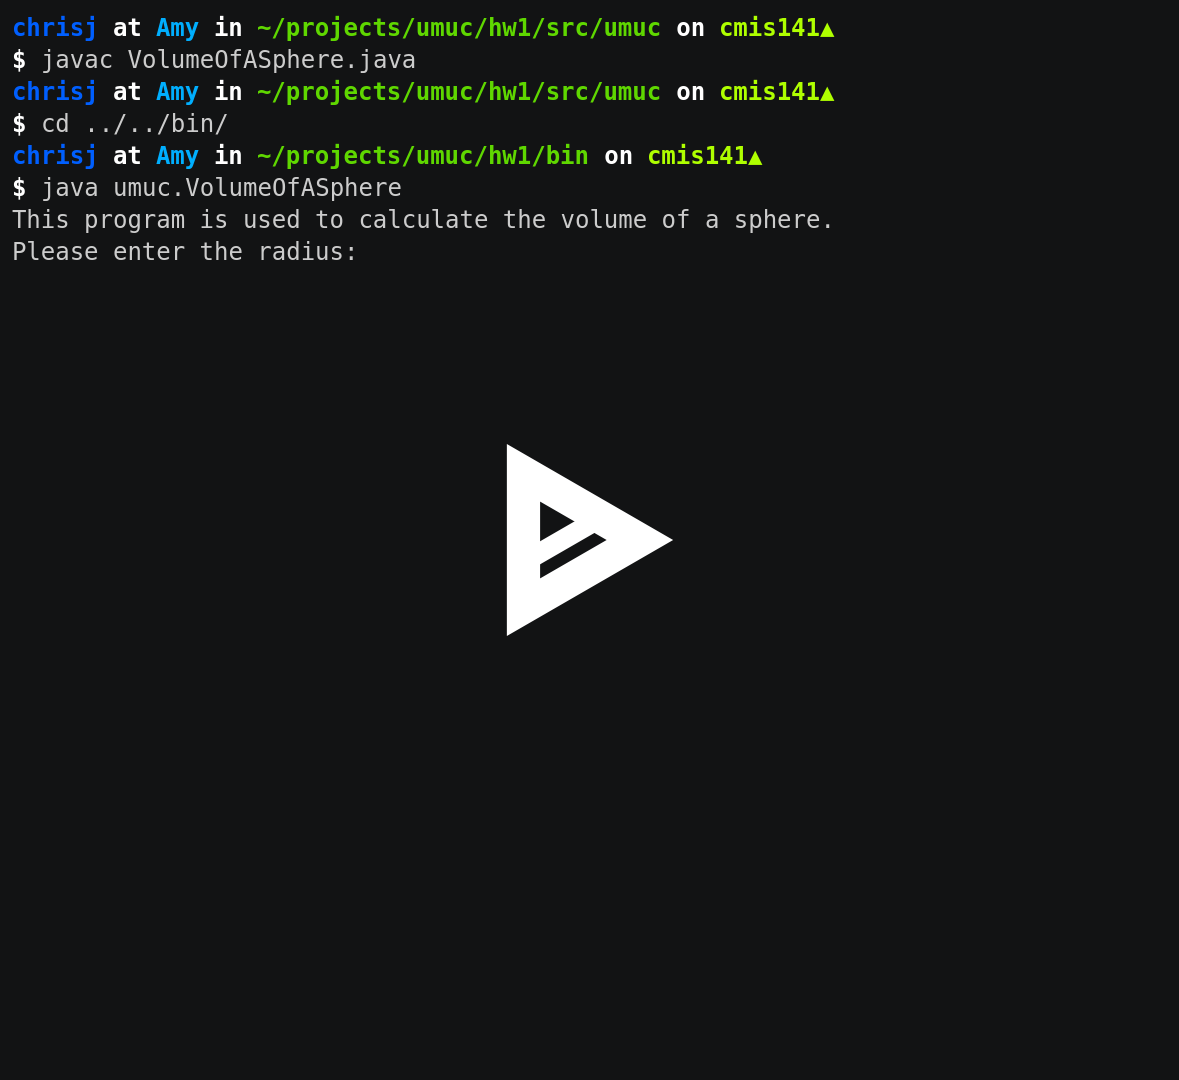 chrisj at Amy in ~/projects/umuc/hw1/src/umuc on cmis141▲
$ javac VolumeOfASphere.java
chrisj at Amy in ~/projects/umuc/hw1/src/umuc on cmis141▲
$ cd ../../bin/
chrisj at Amy in ~/projects/umuc/hw1/bin on cmis141▲
$ java umuc.VolumeOfASphere
This program is used to calculate the volume of a sphere.
Please enter the radius: